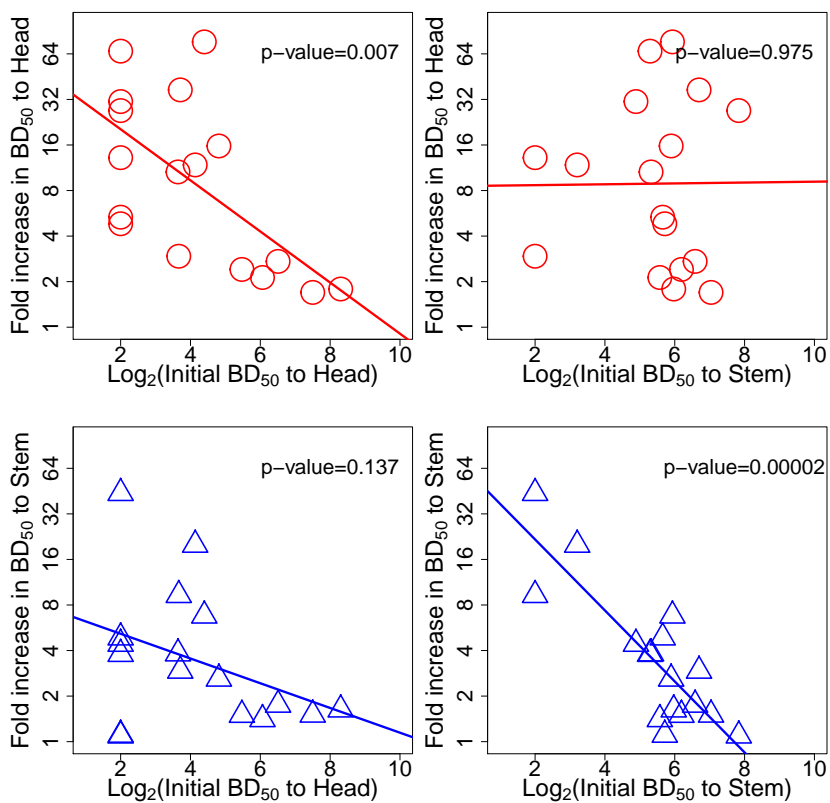 Fold increase in BD50 to Head
64
32
16
8
4
2
1
p−value=0.007
2 4 6 8 10
Log2(Initial BD50 to Head)
Fold increase in BD50 to Head
64
32
16
8
4
2
1
p−value=0.975
2 4 6 8 10
Log2(Initial BD50 to Stem)
Fold increase in BD50 to Stem
64
32
16
8
4
2
1
p−value=0.137
2 4 6 8 10
Log2(Initial BD50 to Head)
Fold increase in BD50 to Stem
64
32
16
8
4
2
1
p−value=0.00002
2 4 6 8 10
Log2(Initial BD50 to Stem)